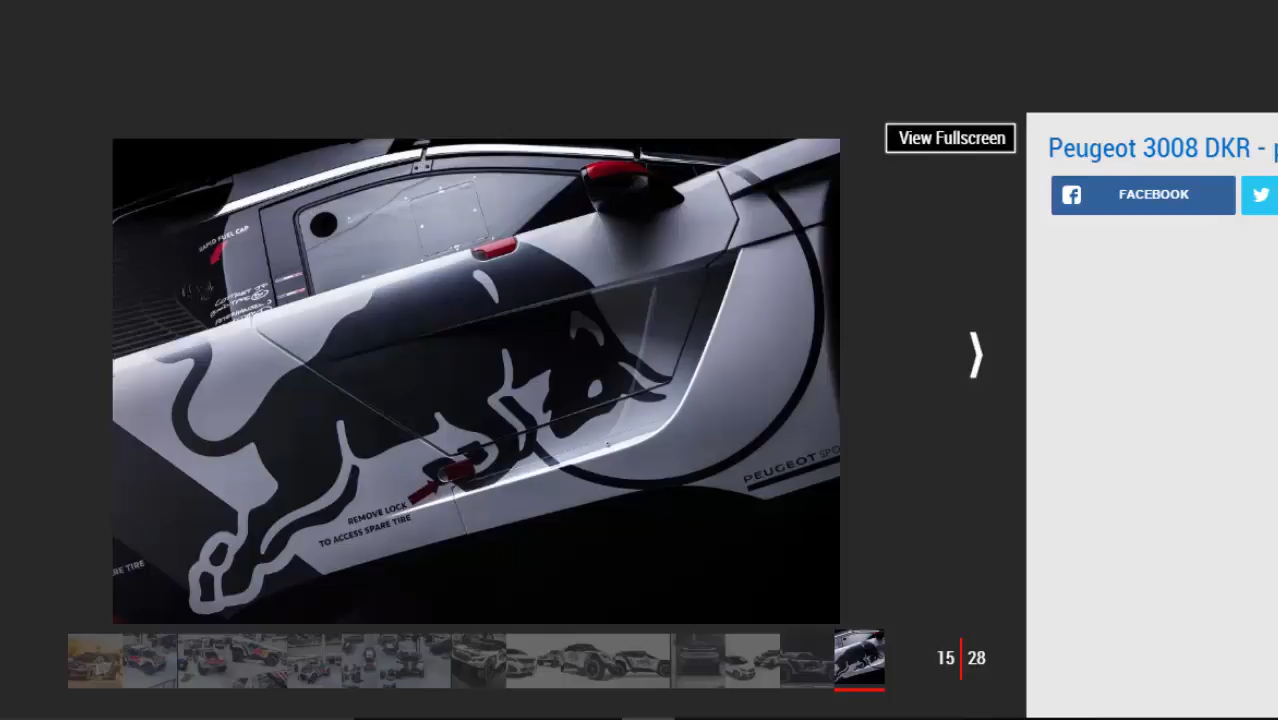 View Fullscreen
Peugeot 3008 DKR -
FACEBOOK
RAPID FUEL CAP
PEUGEOT SPO
REMOVE LOCK
TO ACCESS SPARE TIRE
RE TIRE
15 28